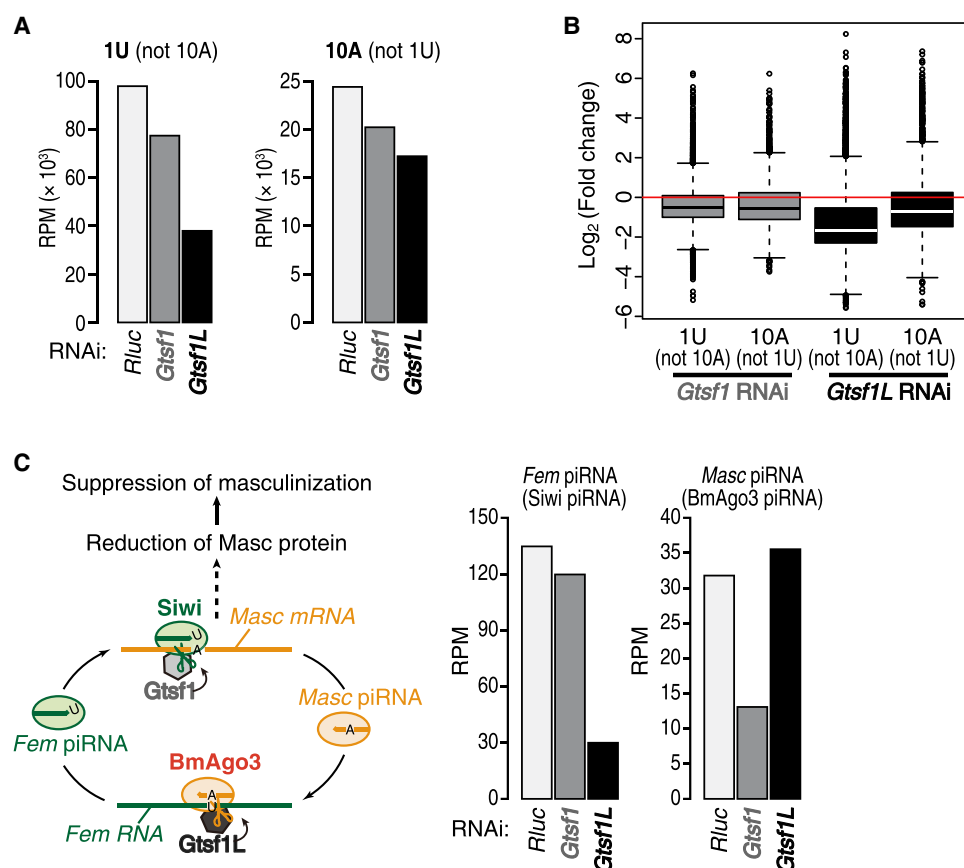 A
1U (not 10A)
RPM (× 10³)
100
80
60
40
20
0
RNAi:
Rluc
Gtsf1
Gtsf1L
10A (not 1U)
RPM (× 10³)
25
20
15
10
5
0
Rluc
Gtsf1
Gtsf1L
B
Log₂ (Fold change)
8
6
4
2
0
−2
−4
−6
1U
(not 10A)
10A
(not 1U)
1U
(not 10A)
10A
(not 1U)
Gtsf1 RNAi
Gtsf1L RNAi
C
Suppression of masculinization
Reduction of Masc protein
Siwi
Masc mRNA
U
A
Gtsf1
U
Fem piRNA
Masc piRNA
A
BmAgo3
A
U
Fem RNA
Gtsf1L
Fem piRNA
(Siwi piRNA)
RPM
150
120
90
60
30
0
RNAi:
Rluc
Gtsf1
Gtsf1L
Masc piRNA
(BmAgo3 piRNA)
RPM
40
35
30
25
20
15
10
5
0
Rluc
Gtsf1
Gtsf1L